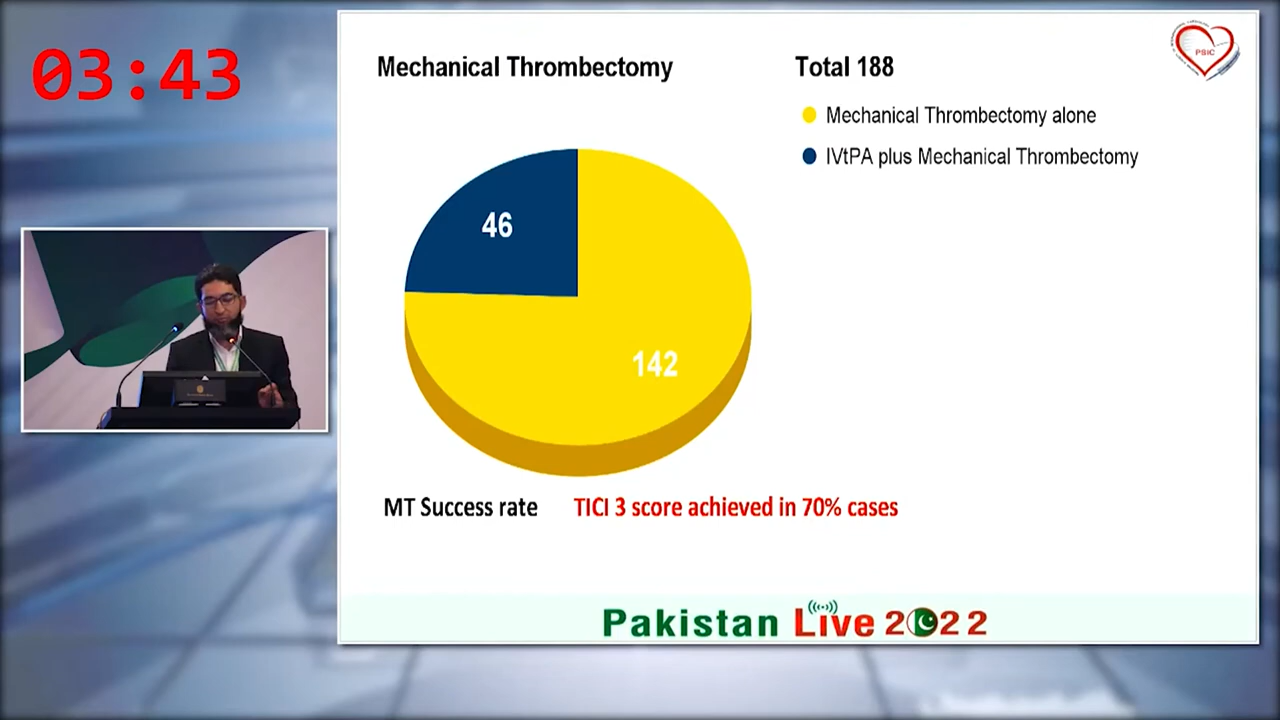 03:43
Mechanical Thrombectomy
Total 188
Mechanical Thrombectomy alone
IVtPA plus Mechanical Thrombectomy
46
142
MT Success rate TICI 3 score achieved in 70% cases
PSIC
Pakistan Live 2022